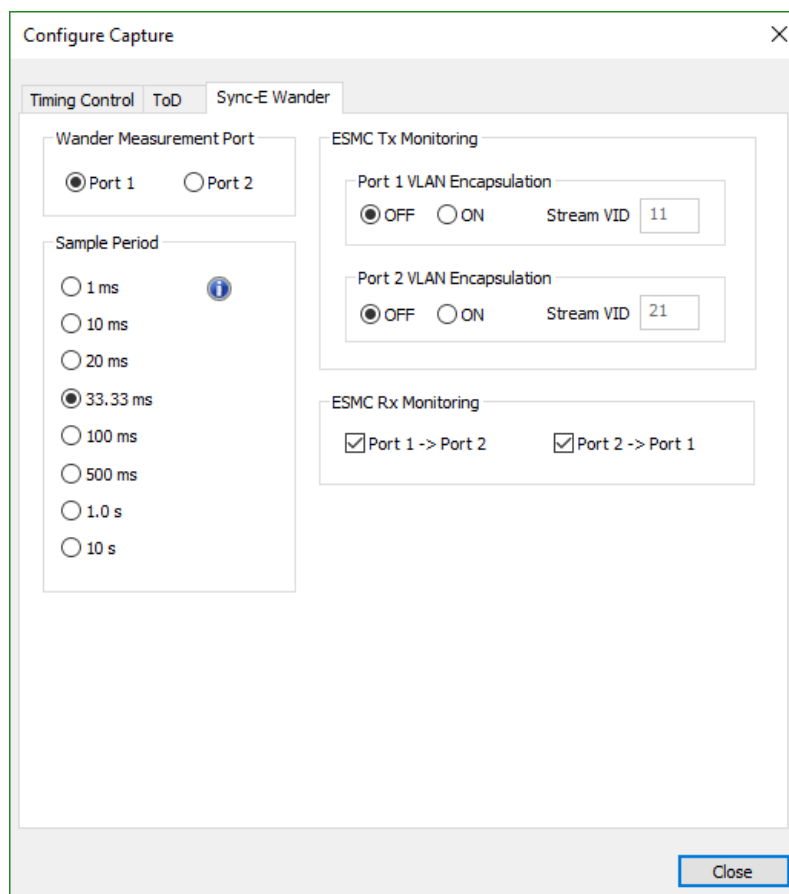 Configure Capture
Timing Control ToD Sync-E Wander
Wander Measurement Port
Port 1 Port 2
Sample Period
1 ms
10 ms
20 ms
33.33 ms
100 ms
500 ms
1.0 s
10 s
ESMC Tx Monitoring
Port 1 VLAN Encapsulation
OFF ON Stream VID 11
Port 2 VLAN Encapsulation
OFF ON Stream VID 21
ESMC Rx Monitoring
Port 1 -> Port 2 Port 2 -> Port 1
Close